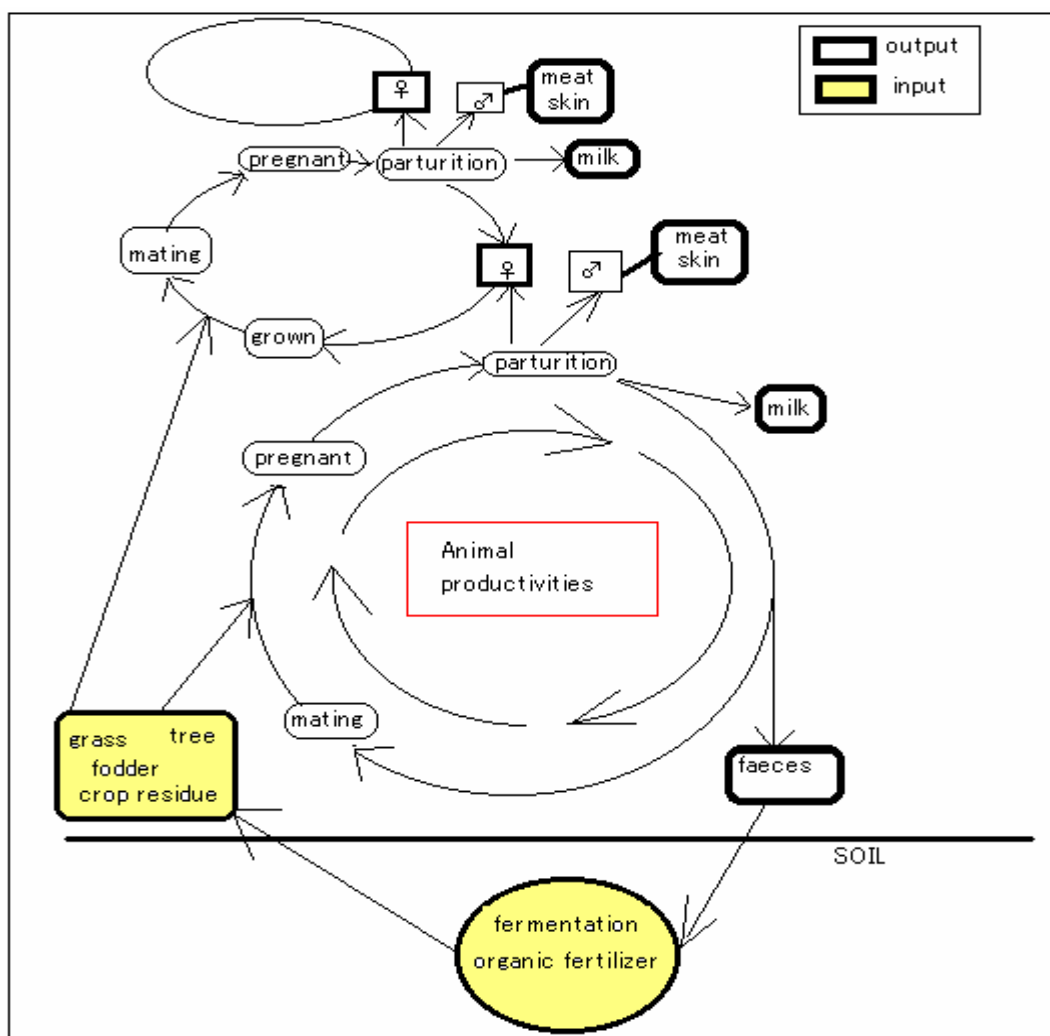 output
input
♀
♂
meat
skin
pregnant
parturition
milk
mating
♀
♂
meat
skin
grown
parturition
milk
pregnant
Animal
productivities
mating
grass tree
fodder
crop residue
faeces
SOIL
fermentation
organic fertilizer